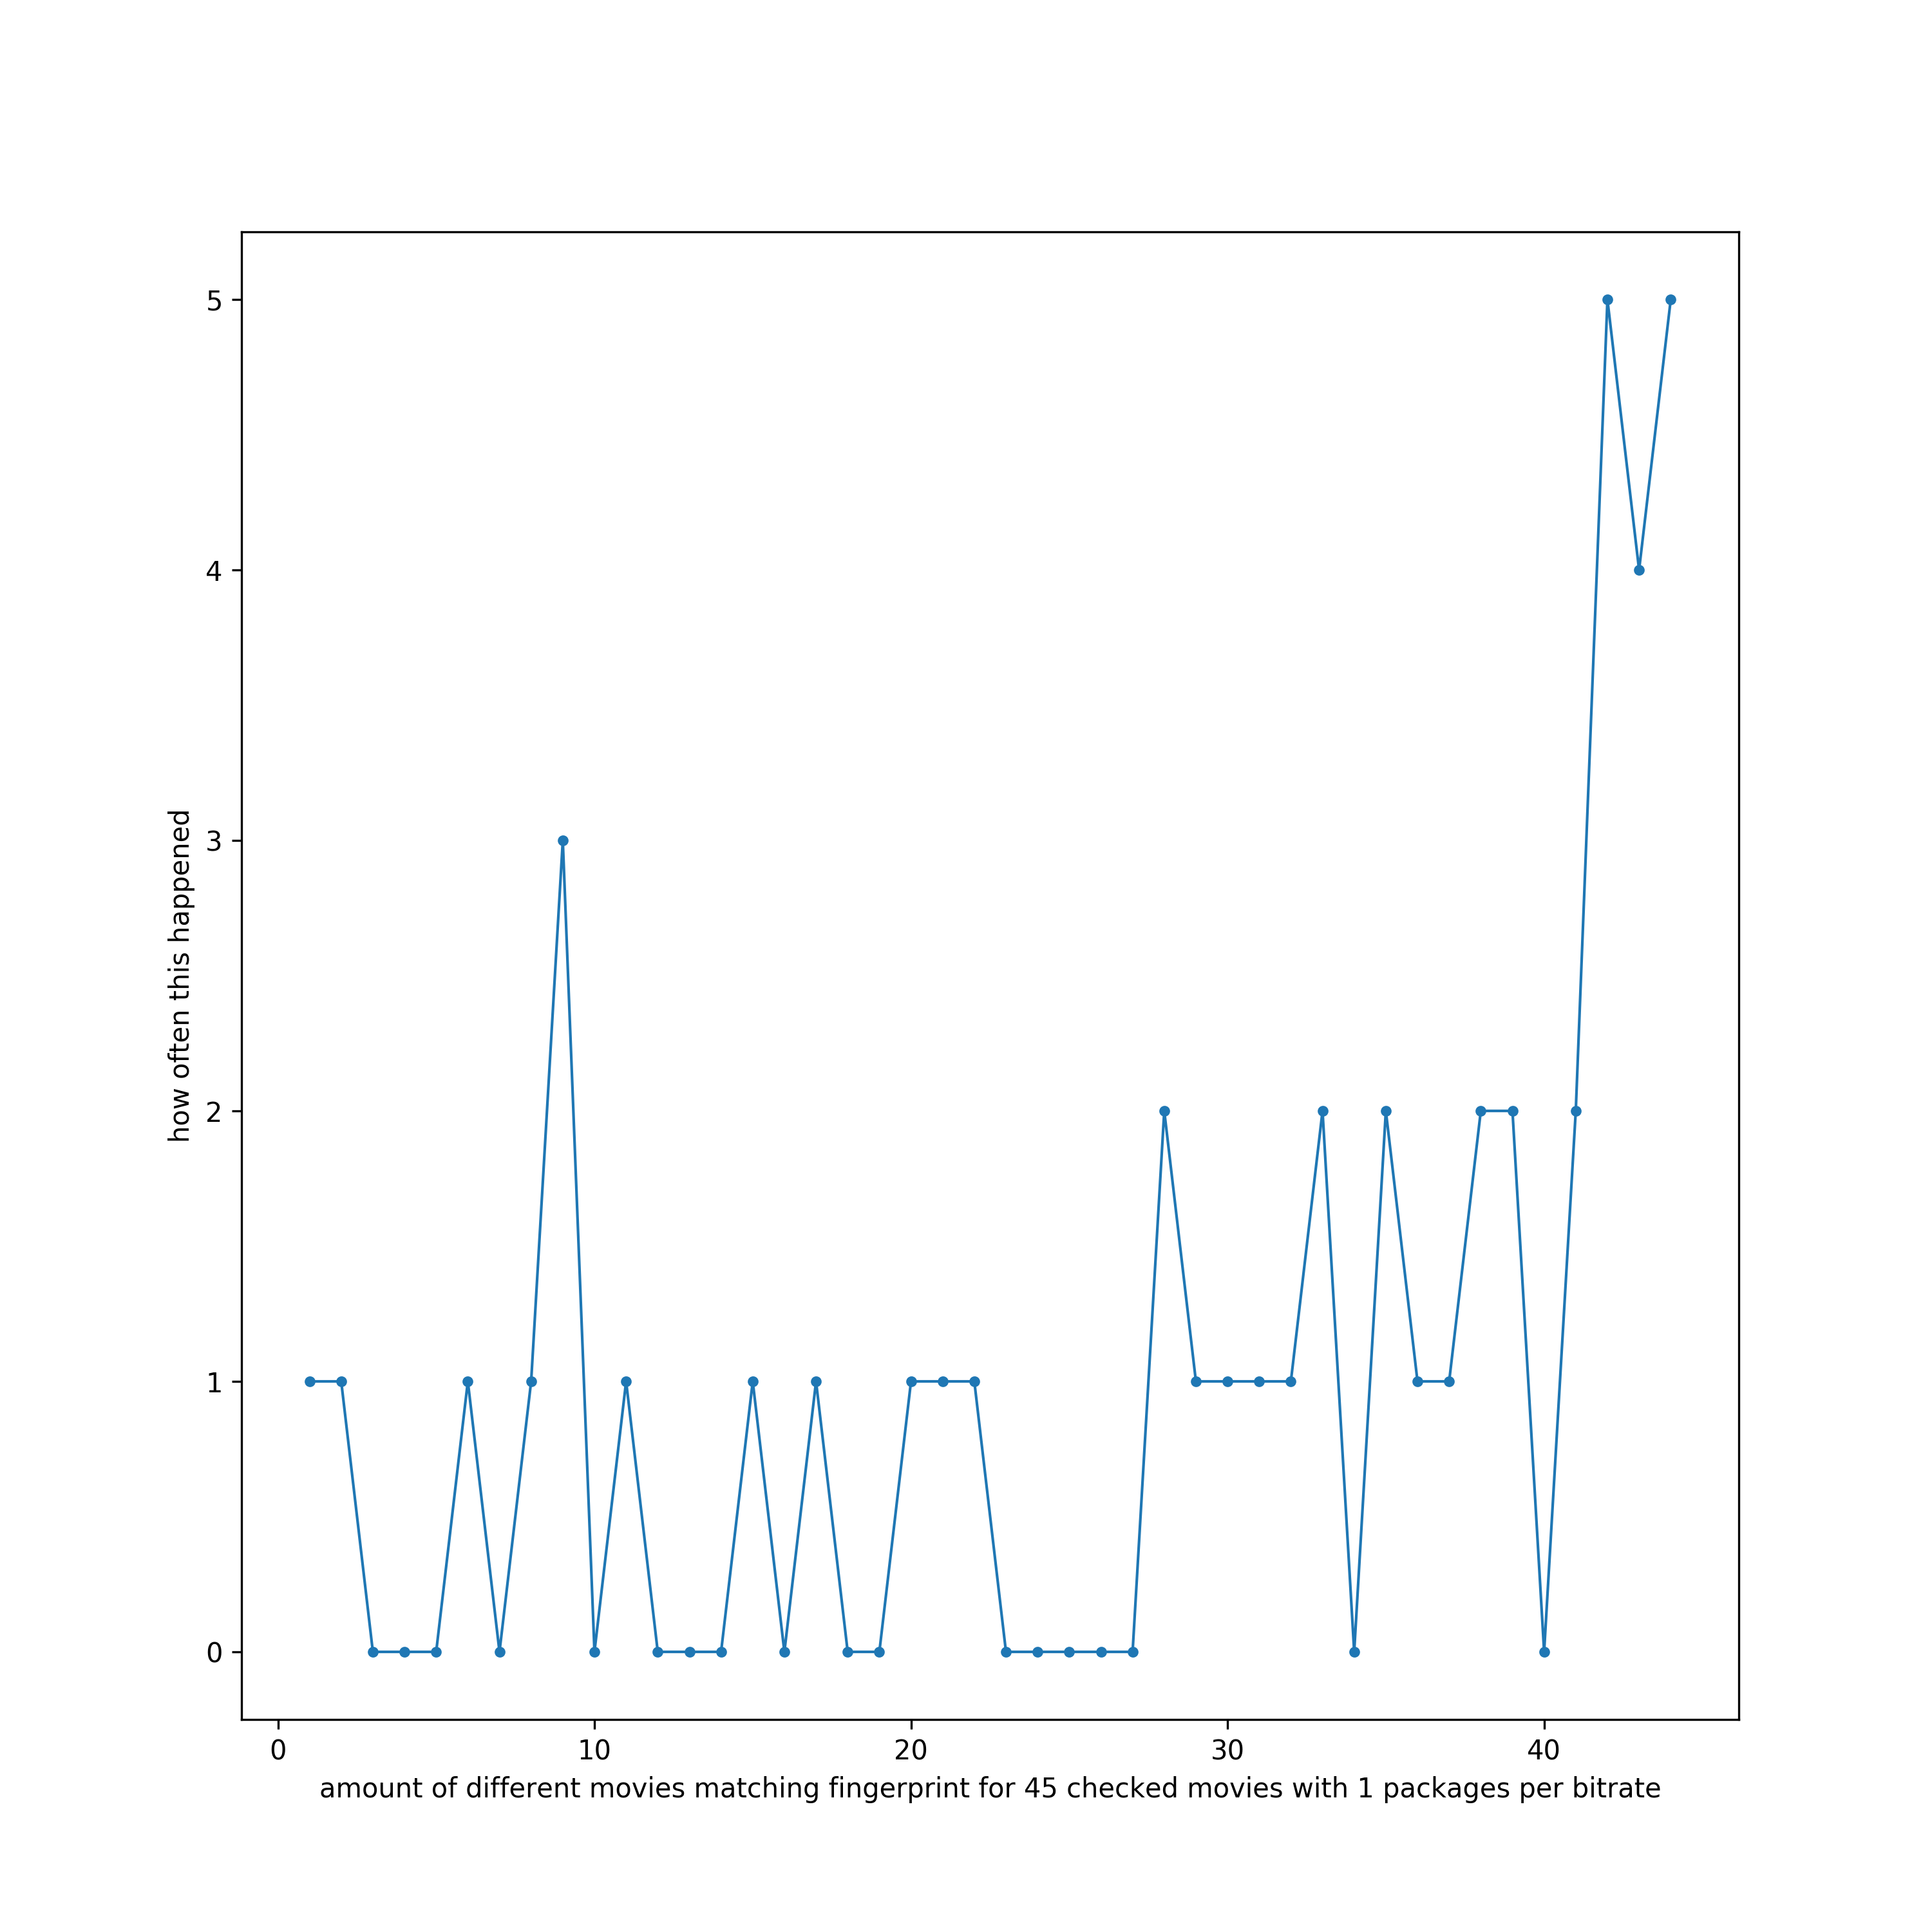 5
4
3
2
1
0
how often this happened
0 10 20 30 40
amount of different movies matching fingerprint for 45 checked movies with 1 packages per bitrate